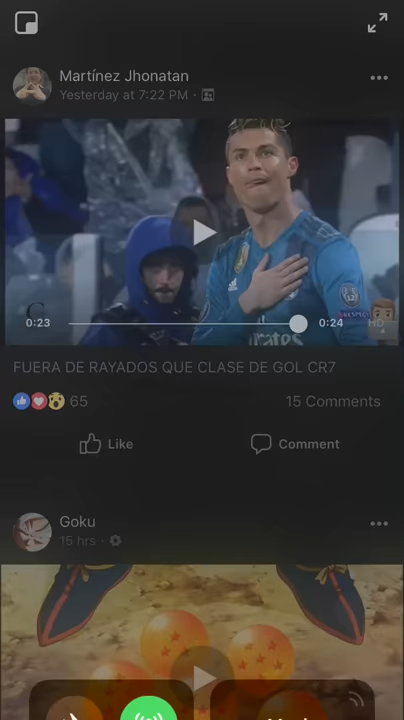 Martínez Jhonatan
Yesterday at 7:22 PM ·
Emirates
0:23
0:24
HD
FUERA DE RAYADOS QUE CLASE DE GOL CR7
65
15 Comments
Like
Comment
Goku
15 hrs ·